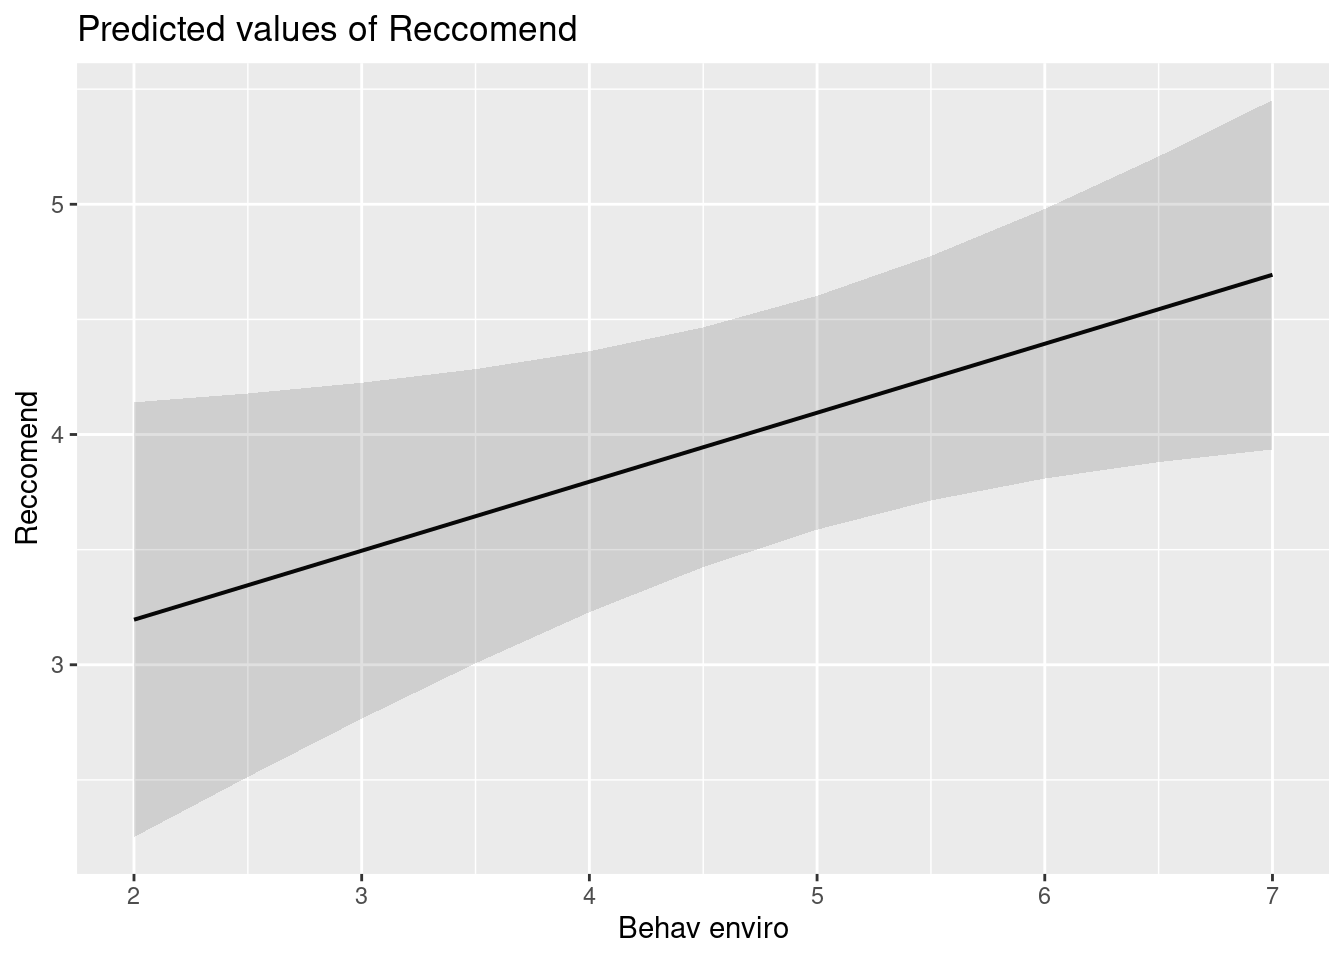 Predicted values of Reccomend
5
4
3
Reccomend
2 3 4 5 6 7
Behav enviro